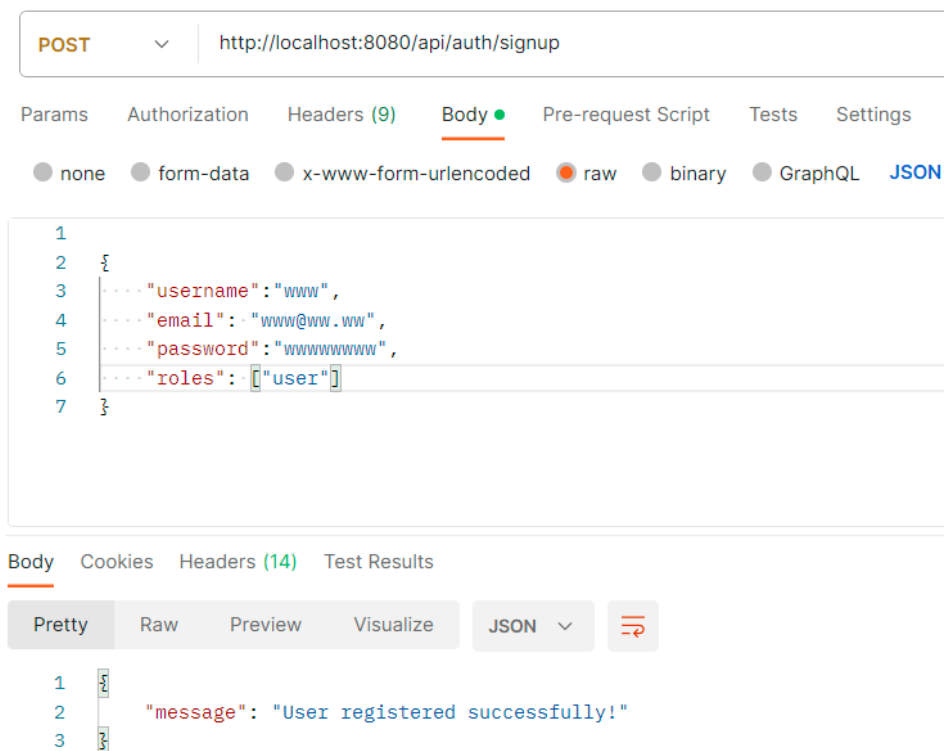 POST http://localhost:8080/api/auth/signup
Params Authorization Headers (9) Body Pre-request Script Tests Settings
none form-data x-www-form-urlencoded raw binary GraphQL JSON
1
2 {
3 "username":"www",
4 "email": "www@ww.ww",
5 "password":"wwwwwwww",
6 "roles": ["user"]
7 }
Body Cookies Headers (14) Test Results
Pretty Raw Preview Visualize JSON
1 {
2 "message": "User registered successfully!"
3 }